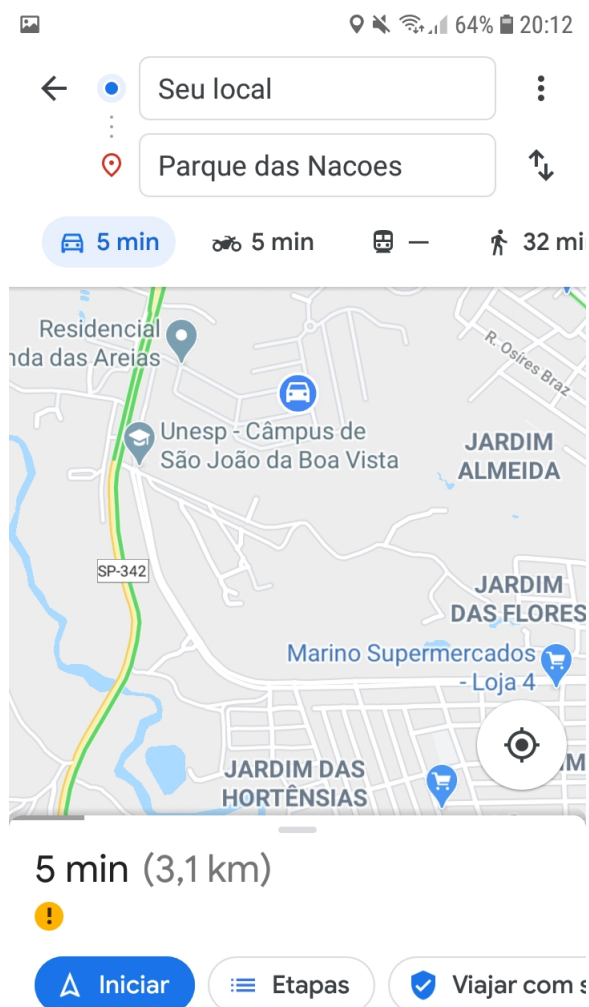 64% 20:12
Seu local
Parque das Nacoes
5 min 5 min — 32 mi
Residencial
nda das Areias
R. Osíres Braz
Unesp - Câmpus de
São João da Boa Vista
JARDIM
ALMEIDA
SP-342
JARDIM
DAS FLORES
Marino Supermercados
- Loja 4
JARDIM DAS
HORTÊNSIAS
IM
5 min (3,1 km)
Iniciar Etapas Viajar com s